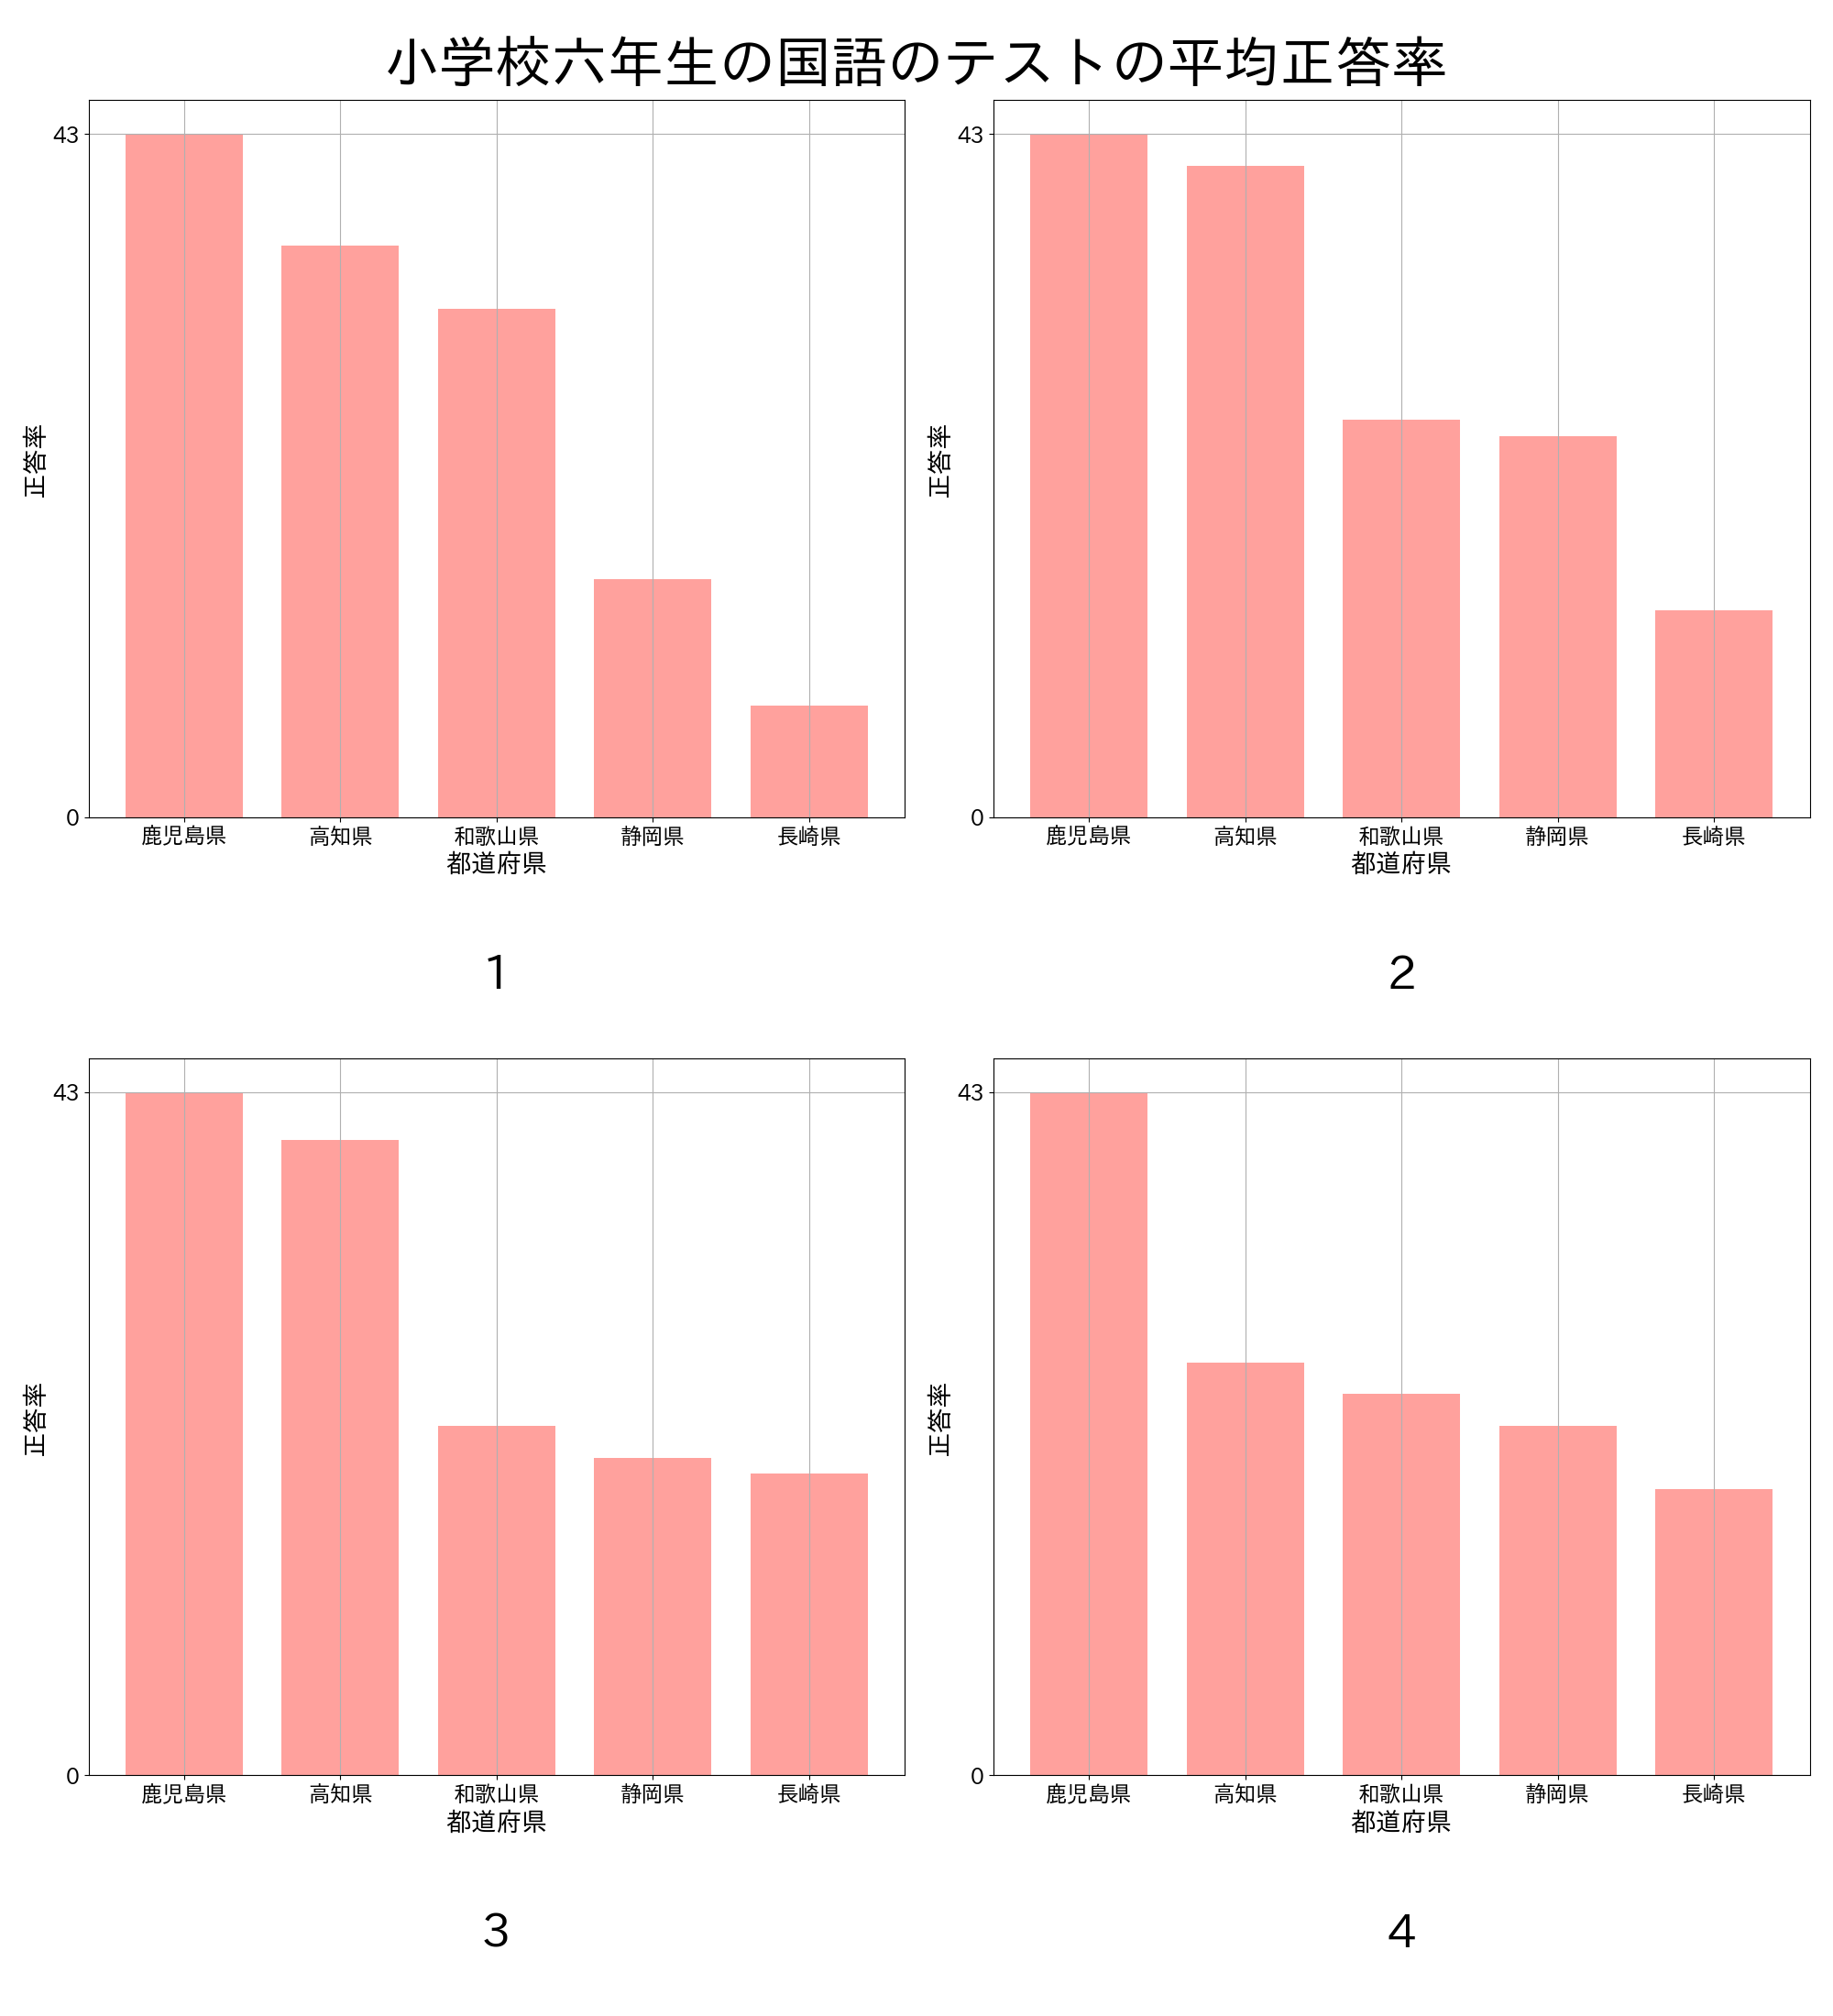 小学校六年生の国語のテストの平均正答率
43
正答率
0
鹿児島県 高知県 和歌山県 静岡県 長崎県
都道府県
1
43
正答率
0
鹿児島県 高知県 和歌山県 静岡県 長崎県
都道府県
2
43
正答率
0
鹿児島県 高知県 和歌山県 静岡県 長崎県
都道府県
3
43
正答率
0
鹿児島県 高知県 和歌山県 静岡県 長崎県
都道府県
4